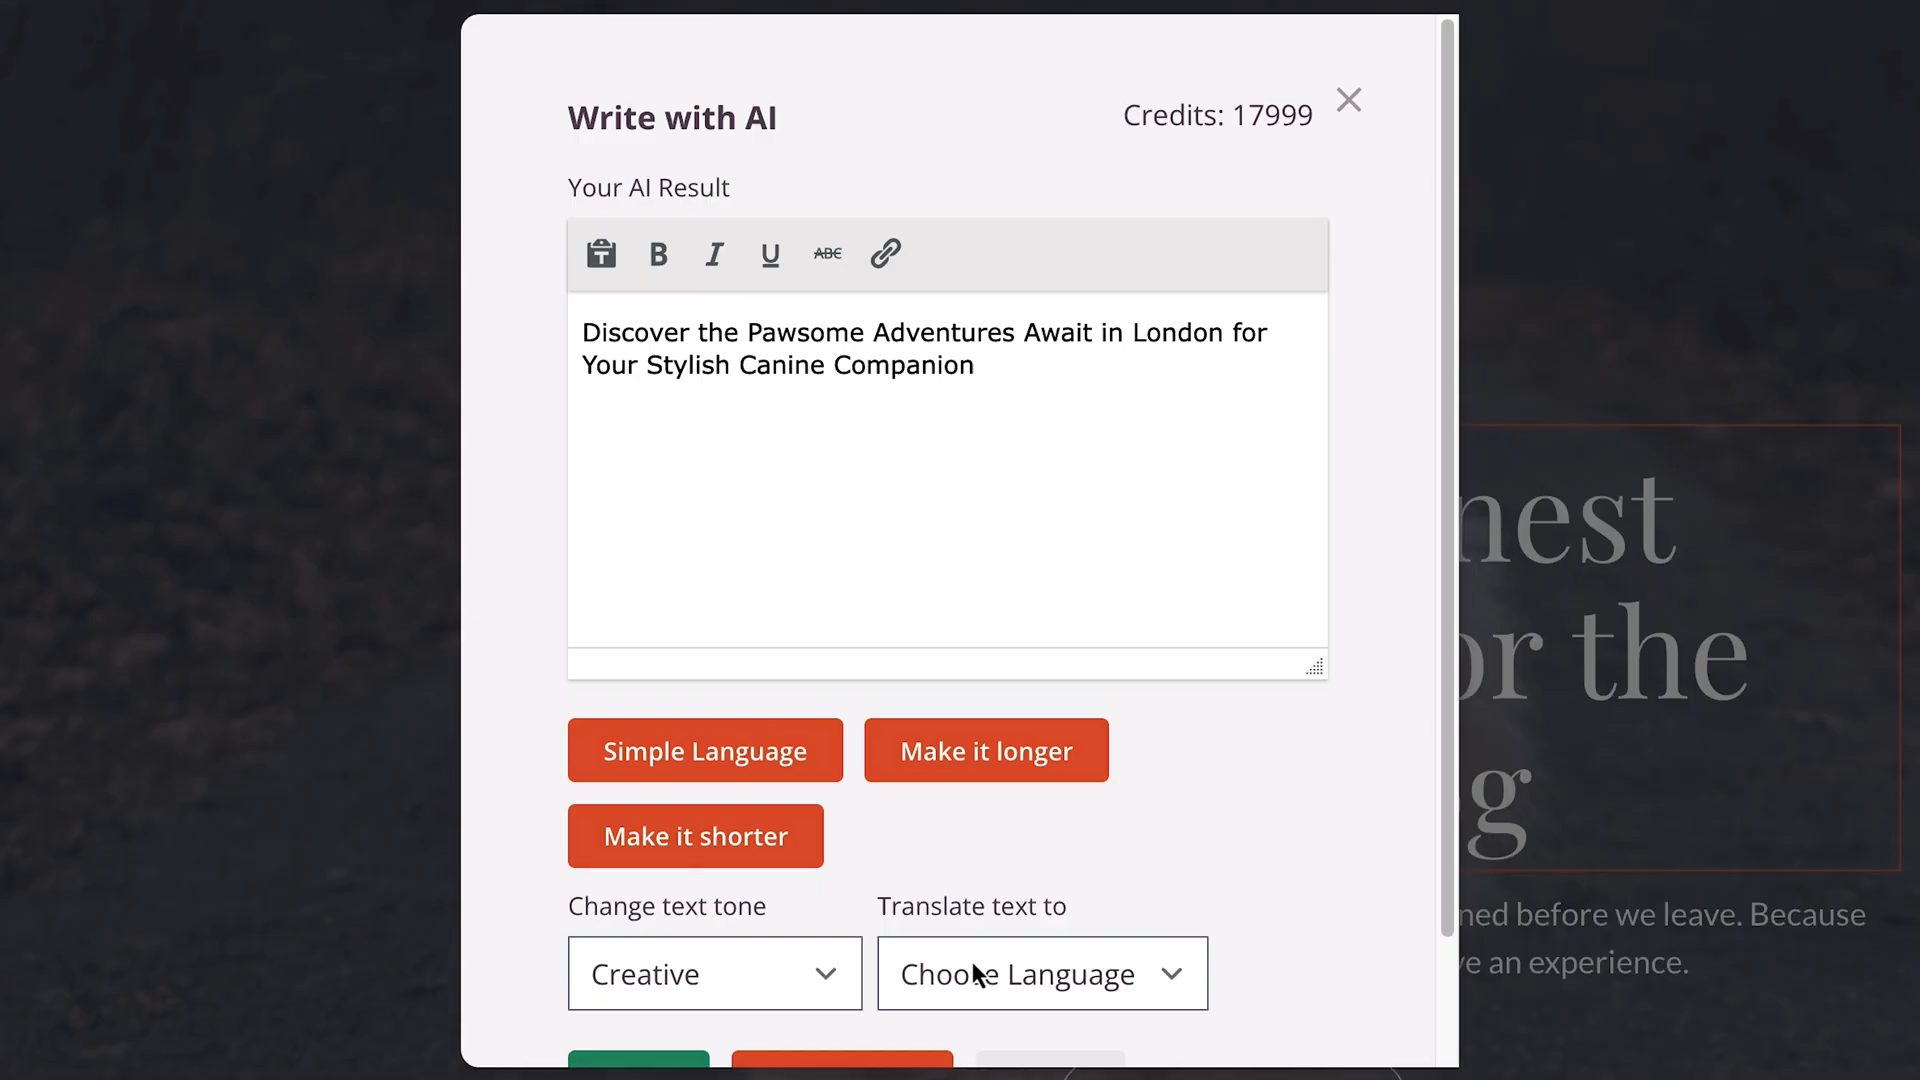 Write with AI
Credits: 17999
Your AI Result
B I U ABC
Discover the Pawsome Adventures Await in London for
Your Stylish Canine Companion
Simple Language
Make it longer
Make it shorter
Change text tone
Translate text to
Creative
Choose Language
nest
or the
g
ned before we leave. Because
ve an experience.